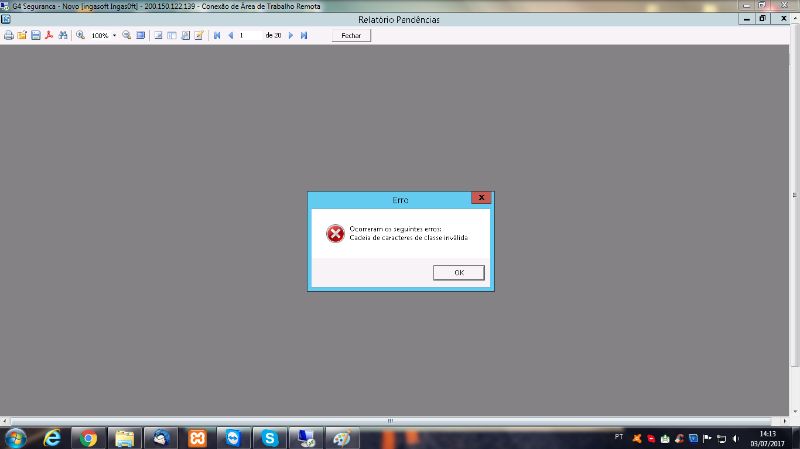 G4 Seguranca - Novo [ingasoft Ingas0ft] - 200.150.122.139 - Conexão de Área de Trabalho Remota
Relatório Pendências
100%
1
de 20
Fechar
Erro
Ocorreram os seguintes erros:
Cadeia de caracteres de classe inválida
OK
PT
14:13
03/07/2017